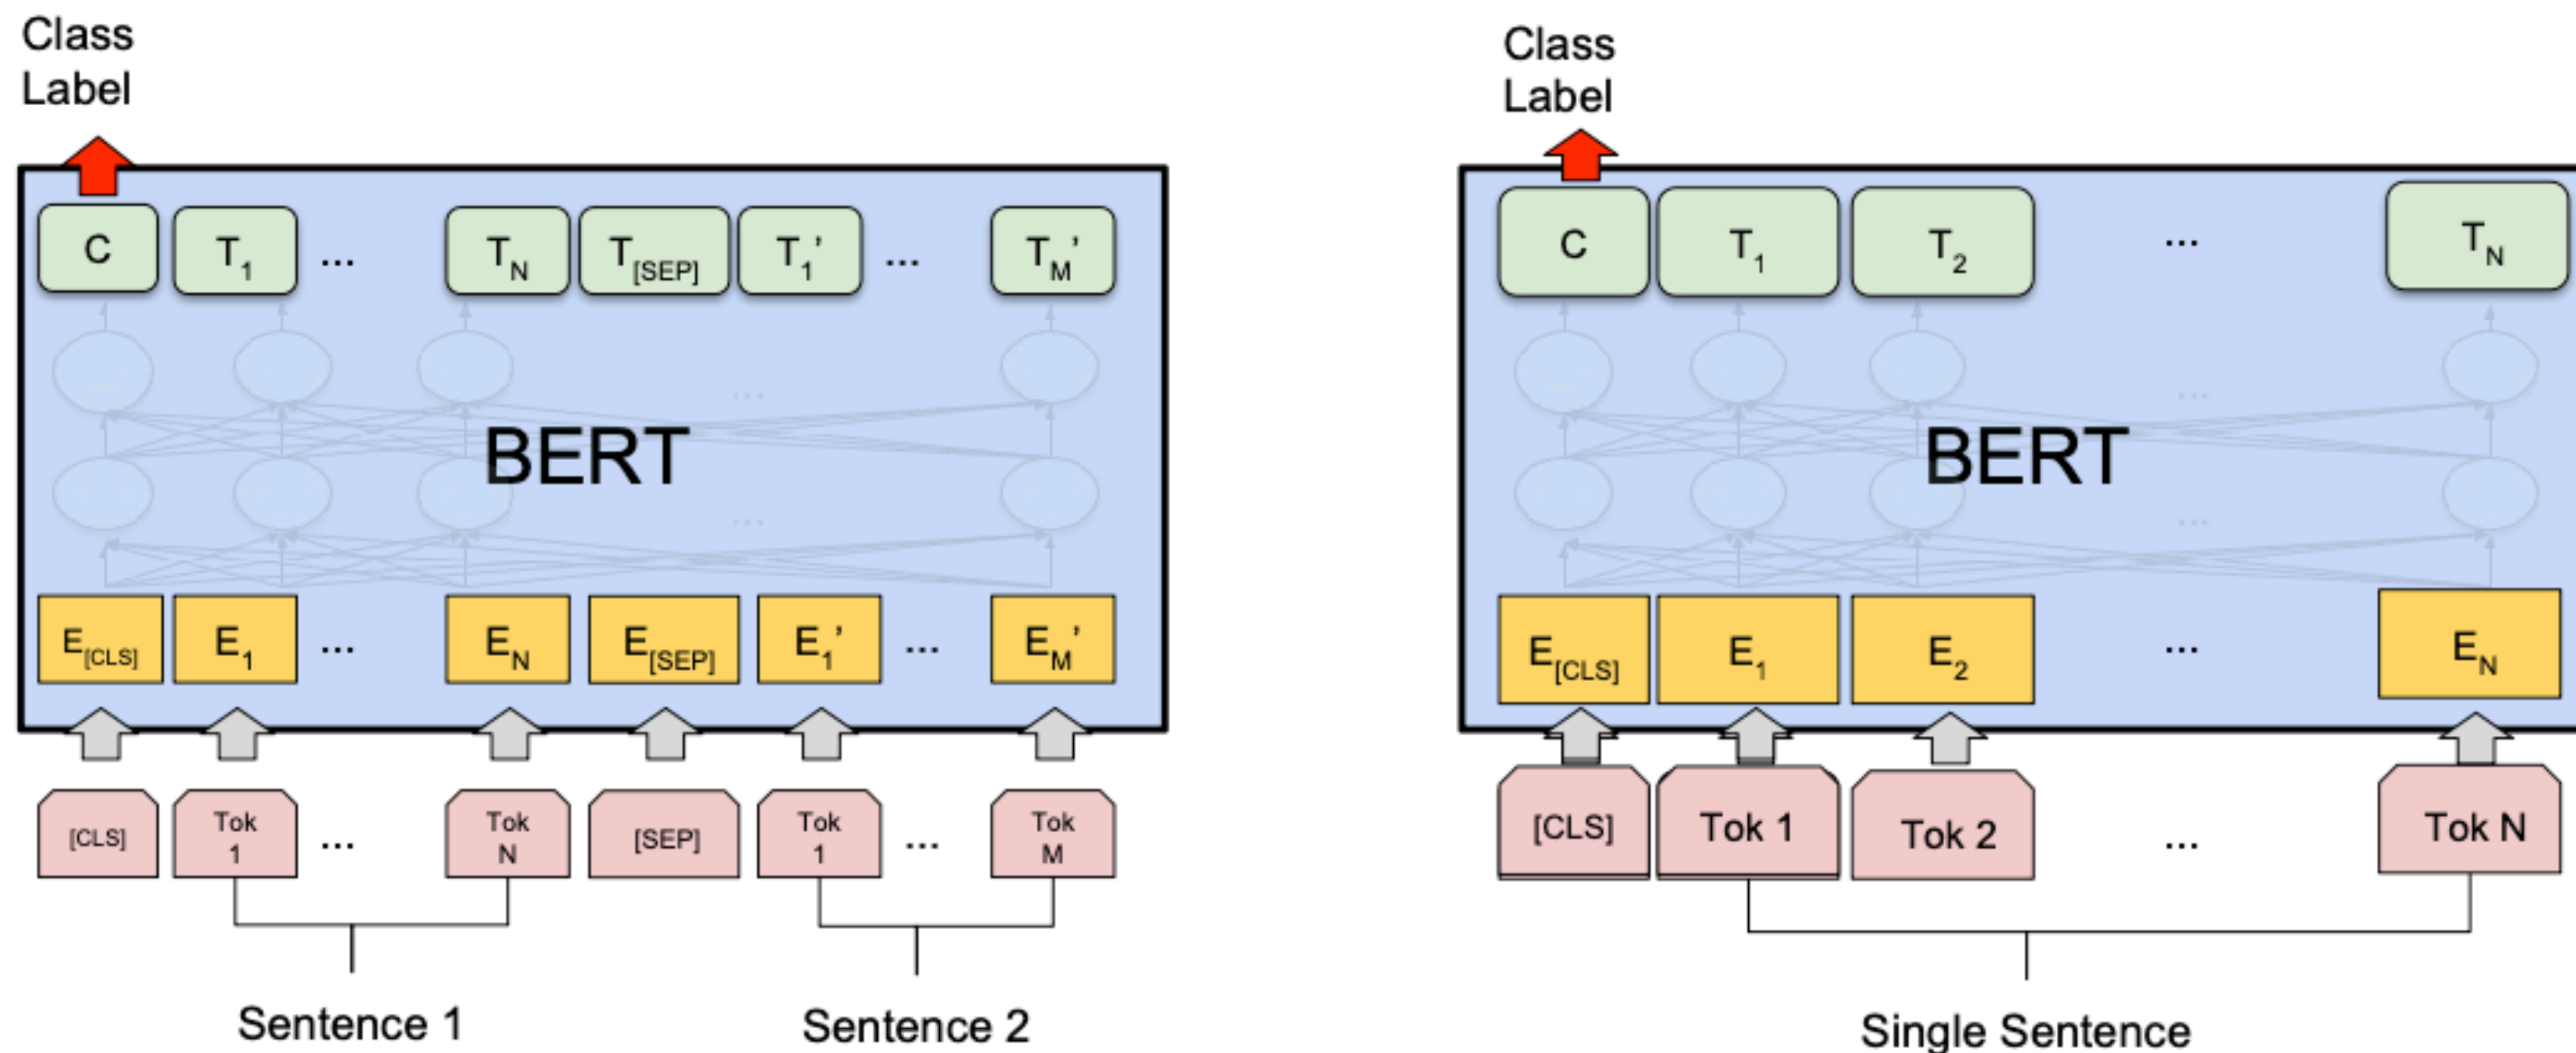 Class
Label
C T1 ... TN T[SEP] T1’ ... TM’
BERT
E[CLS] E1 ... EN E[SEP] E1’ ... EM’
[CLS] Tok 1 ... Tok N [SEP] Tok 1 ... Tok M
Sentence 1 Sentence 2
Class
Label
C T1 T2 ... TN
BERT
E[CLS] E1 E2 ... EN
[CLS] Tok 1 Tok 2 ... Tok N
Single Sentence